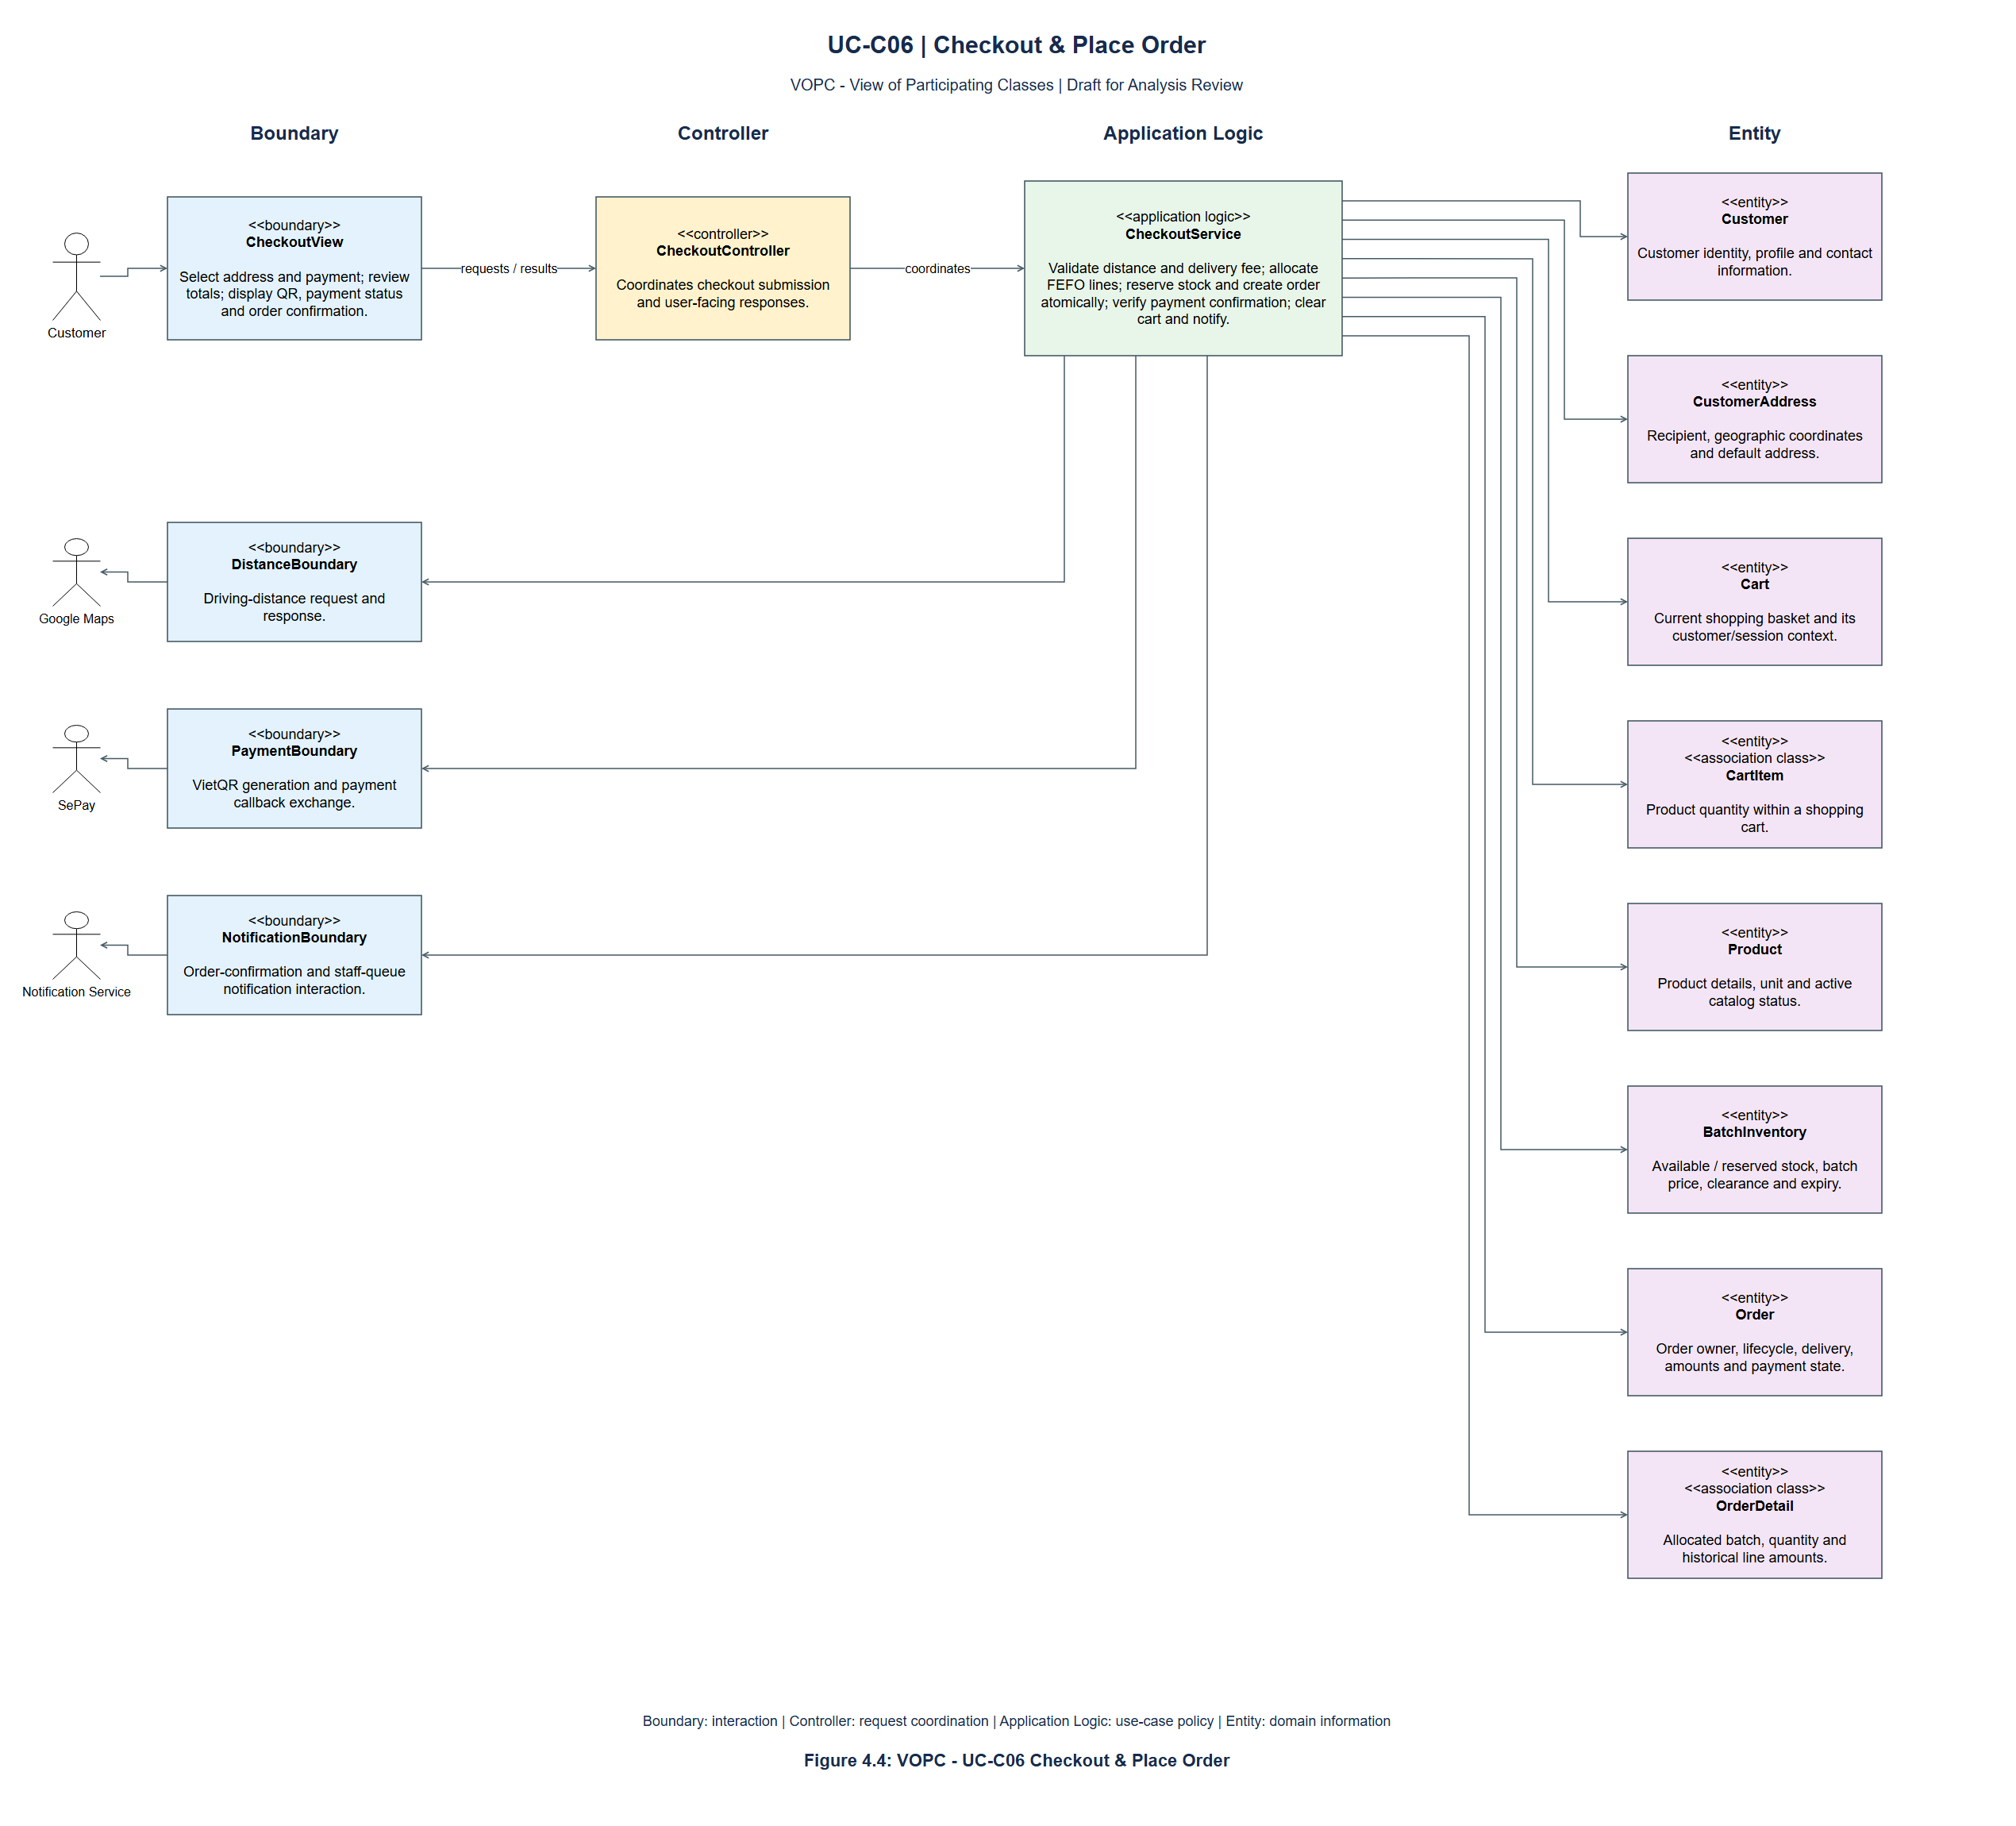 UC-C06 | Checkout & Place Order
VOPC - View of Participating Classes | Draft for Analysis Review
Boundary
Controller
Application Logic
Entity
Customer
<<boundary>>
CheckoutView
Select address and payment; review
totals; display QR, payment status
and order confirmation.
requests / results
<<controller>>
CheckoutController
Coordinates checkout submission
and user-facing responses.
coordinates
<<application logic>>
CheckoutService
Validate distance and delivery fee; allocate
FEFO lines; reserve stock and create order
atomically; verify payment confirmation; clear
cart and notify.
<<entity>>
Customer
Customer identity, profile and contact
information.
<<entity>>
CustomerAddress
Recipient, geographic coordinates
and default address.
Google Maps
<<boundary>>
DistanceBoundary
Driving-distance request and
response.
<<entity>>
Cart
Current shopping basket and its
customer/session context.
SePay
<<boundary>>
PaymentBoundary
VietQR generation and payment
callback exchange.
<<entity>>
<<association class>>
CartItem
Product quantity within a shopping
cart.
Notification Service
<<boundary>>
NotificationBoundary
Order-confirmation and staff-queue
notification interaction.
<<entity>>
Product
Product details, unit and active
catalog status.
<<entity>>
BatchInventory
Available / reserved stock, batch
price, clearance and expiry.
<<entity>>
Order
Order owner, lifecycle, delivery,
amounts and payment state.
<<entity>>
<<association class>>
OrderDetail
Allocated batch, quantity and
historical line amounts.
Boundary: interaction | Controller: request coordination | Application Logic: use-case policy | Entity: domain information
Figure 4.4: VOPC - UC-C06 Checkout & Place Order